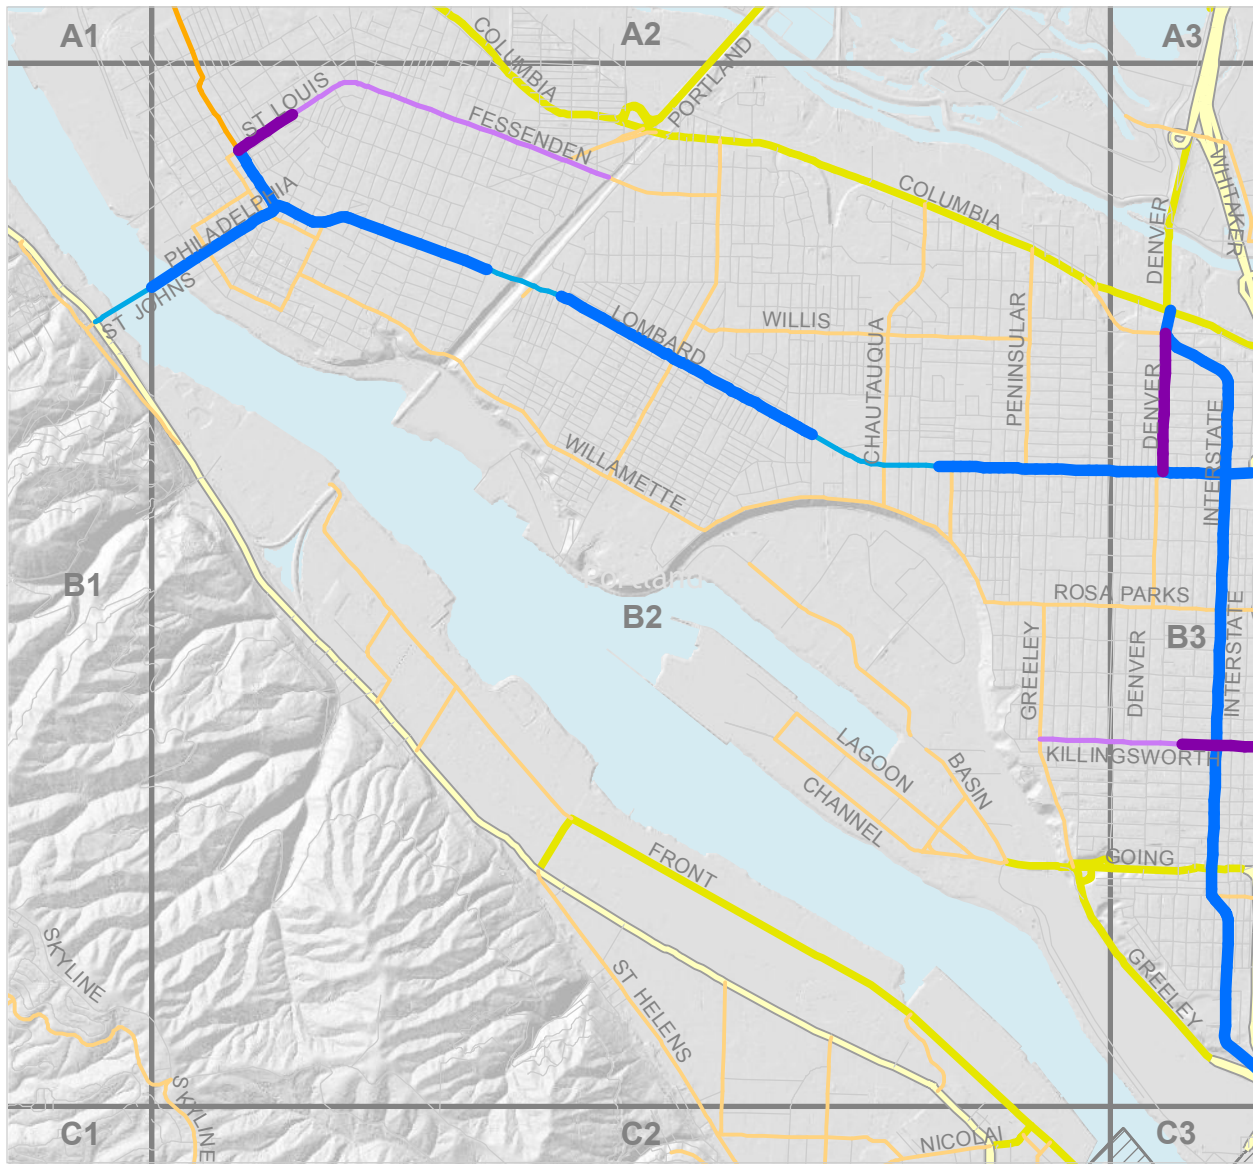 A1
A2
A3
COLUMBIA
PORTLAND
ST LOUIS
FESSENDEN
D
WHITAKER
COLUMBIA
DENVER
PHILADELPHIA
ST JOHNS
LOMBARD
WILLIS
CHAUTAUQUA
PENINSULAR
DENVER
INTERSTATE
WILLAMETTE
Portland
B1
B2
B3
ROSA PARKS
GREELEY
DENVER
INTERSTATE
KILLINGSWORTH
LAGOON
BASIN
CHANNEL
GOING
FRONT
GREELEY
SKYLINE
ST HELENS
SKYLINE
NICOLAI
C1
C2
C3